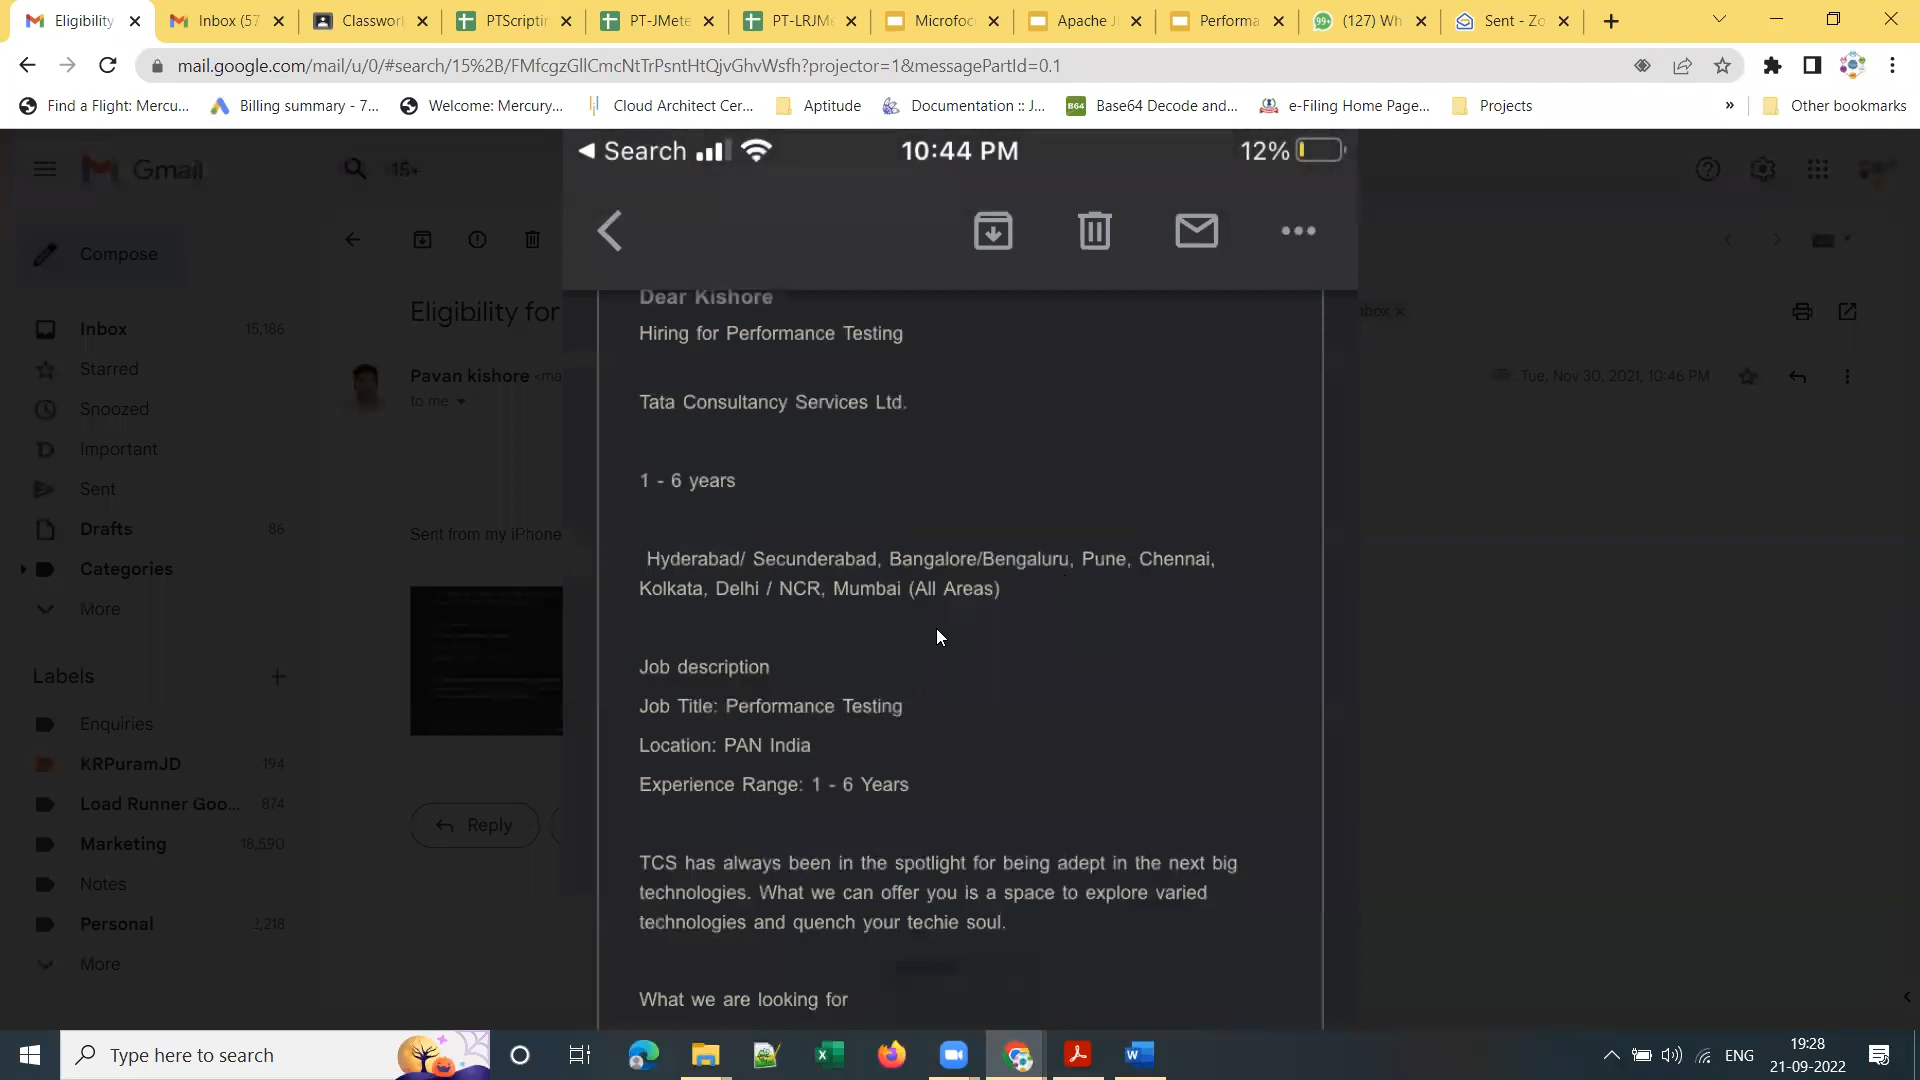 Eligibility
Inbox (57
Classwor
PTScriptin
PT-JMete
PT-LRJMe
Microfoc
Apache J
Performa
(127) Wh
Sent - Zo
mail.google.com/mail/u/0/#search/15%2B/FMfcgzGllCmcNtTrPsntHtQjvGhvWsfh?projector=1&messagePartId=0.1
Find a Flight: Mercu...
Billing summary - 7...
Welcome: Mercury...
Cloud Architect Cer...
Aptitude
Documentation :: J...
B64
Base64 Decode and...
e-Filing Home Page...
Projects
»
Other bookmarks
Search
10:44 PM
12%
Gmail
15+
Compose
Inbox 15,186
Starred
Snoozed
Important
Sent
Drafts 86
Categories
More
Labels
Enquiries
KRPuramJD 194
Load Runner Goo... 874
Marketing 18,590
Notes
Personal
More
Eligibility for
Pavan kishore <ma
to me
Tue, Nov 30, 2021, 10:46 PM
Sent from my iPhone
Reply
Dear Kishore
Hiring for Performance Testing
Tata Consultancy Services Ltd.
1 - 6 years
Hyderabad/ Secunderabad, Bangalore/Bengaluru, Pune, Chennai,
Kolkata, Delhi / NCR, Mumbai (All Areas)
Job description
Job Title: Performance Testing
Location: PAN India
Experience Range: 1 - 6 Years
TCS has always been in the spotlight for being adept in the next big
technologies. What we can offer you is a space to explore varied
technologies and quench your techie soul.
What we are looking for
Type here to search
ENG
19:28
21-09-2022